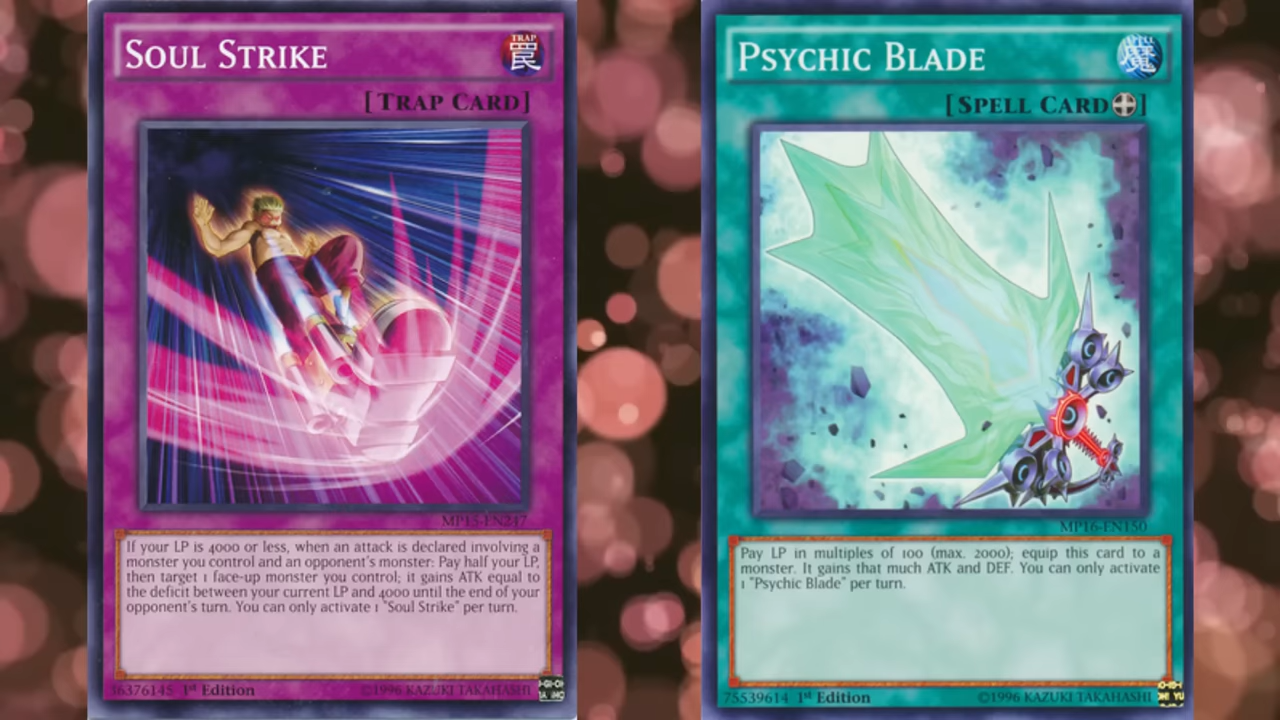 SOUL STRIKE
TRAP
罠
[TRAP CARD]
MP15-EN247
If your LP is 4000 or less, when an attack is declared involving a
monster you control and an opponent's monster: Pay half your LP,
then target 1 face-up monster you control; it gains ATK equal to
the deficit between your current LP and 4000 until the end of your
opponent's turn. You can only activate 1 "Soul Strike" per turn.
36376145 1st Edition ©1996 KAZUKI TAKAHASHI
PSYCHIC BLADE
魔
[SPELL CARD]
MP16-EN150
Pay LP in multiples of 100 (max. 2000); equip this card to a
monster. It gains that much ATK and DEF. You can only activate
1 "Psychic Blade" per turn.
75539614 1st Edition ©1996 KAZUKI TAKAHASHI